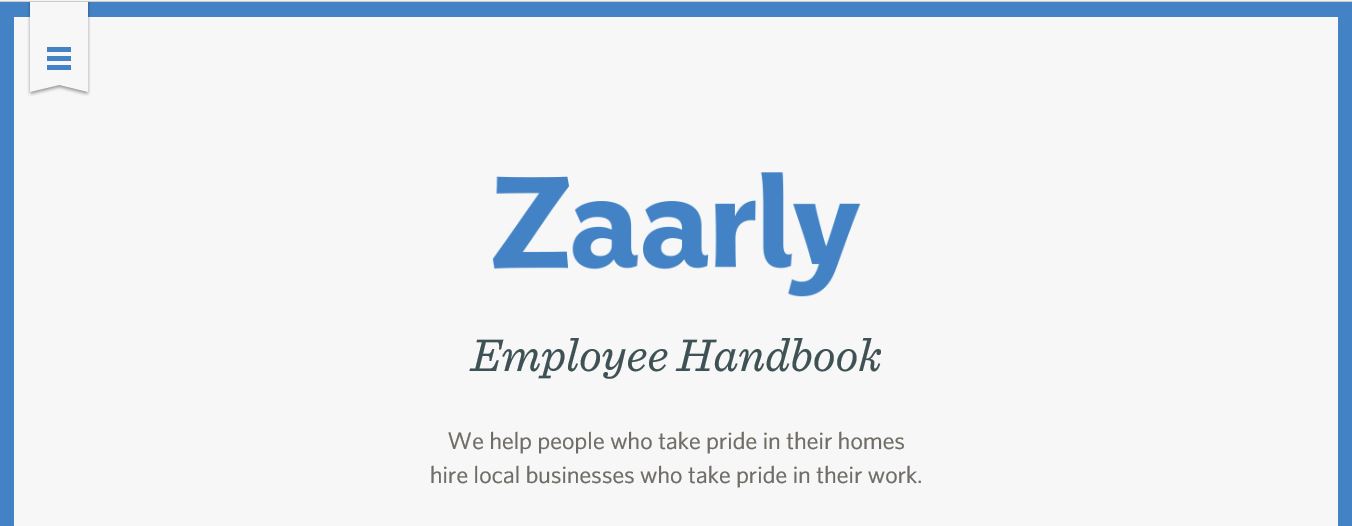 Zaarly
Employee Handbook
We help people who take pride in their homes
hire local businesses who take pride in their work.